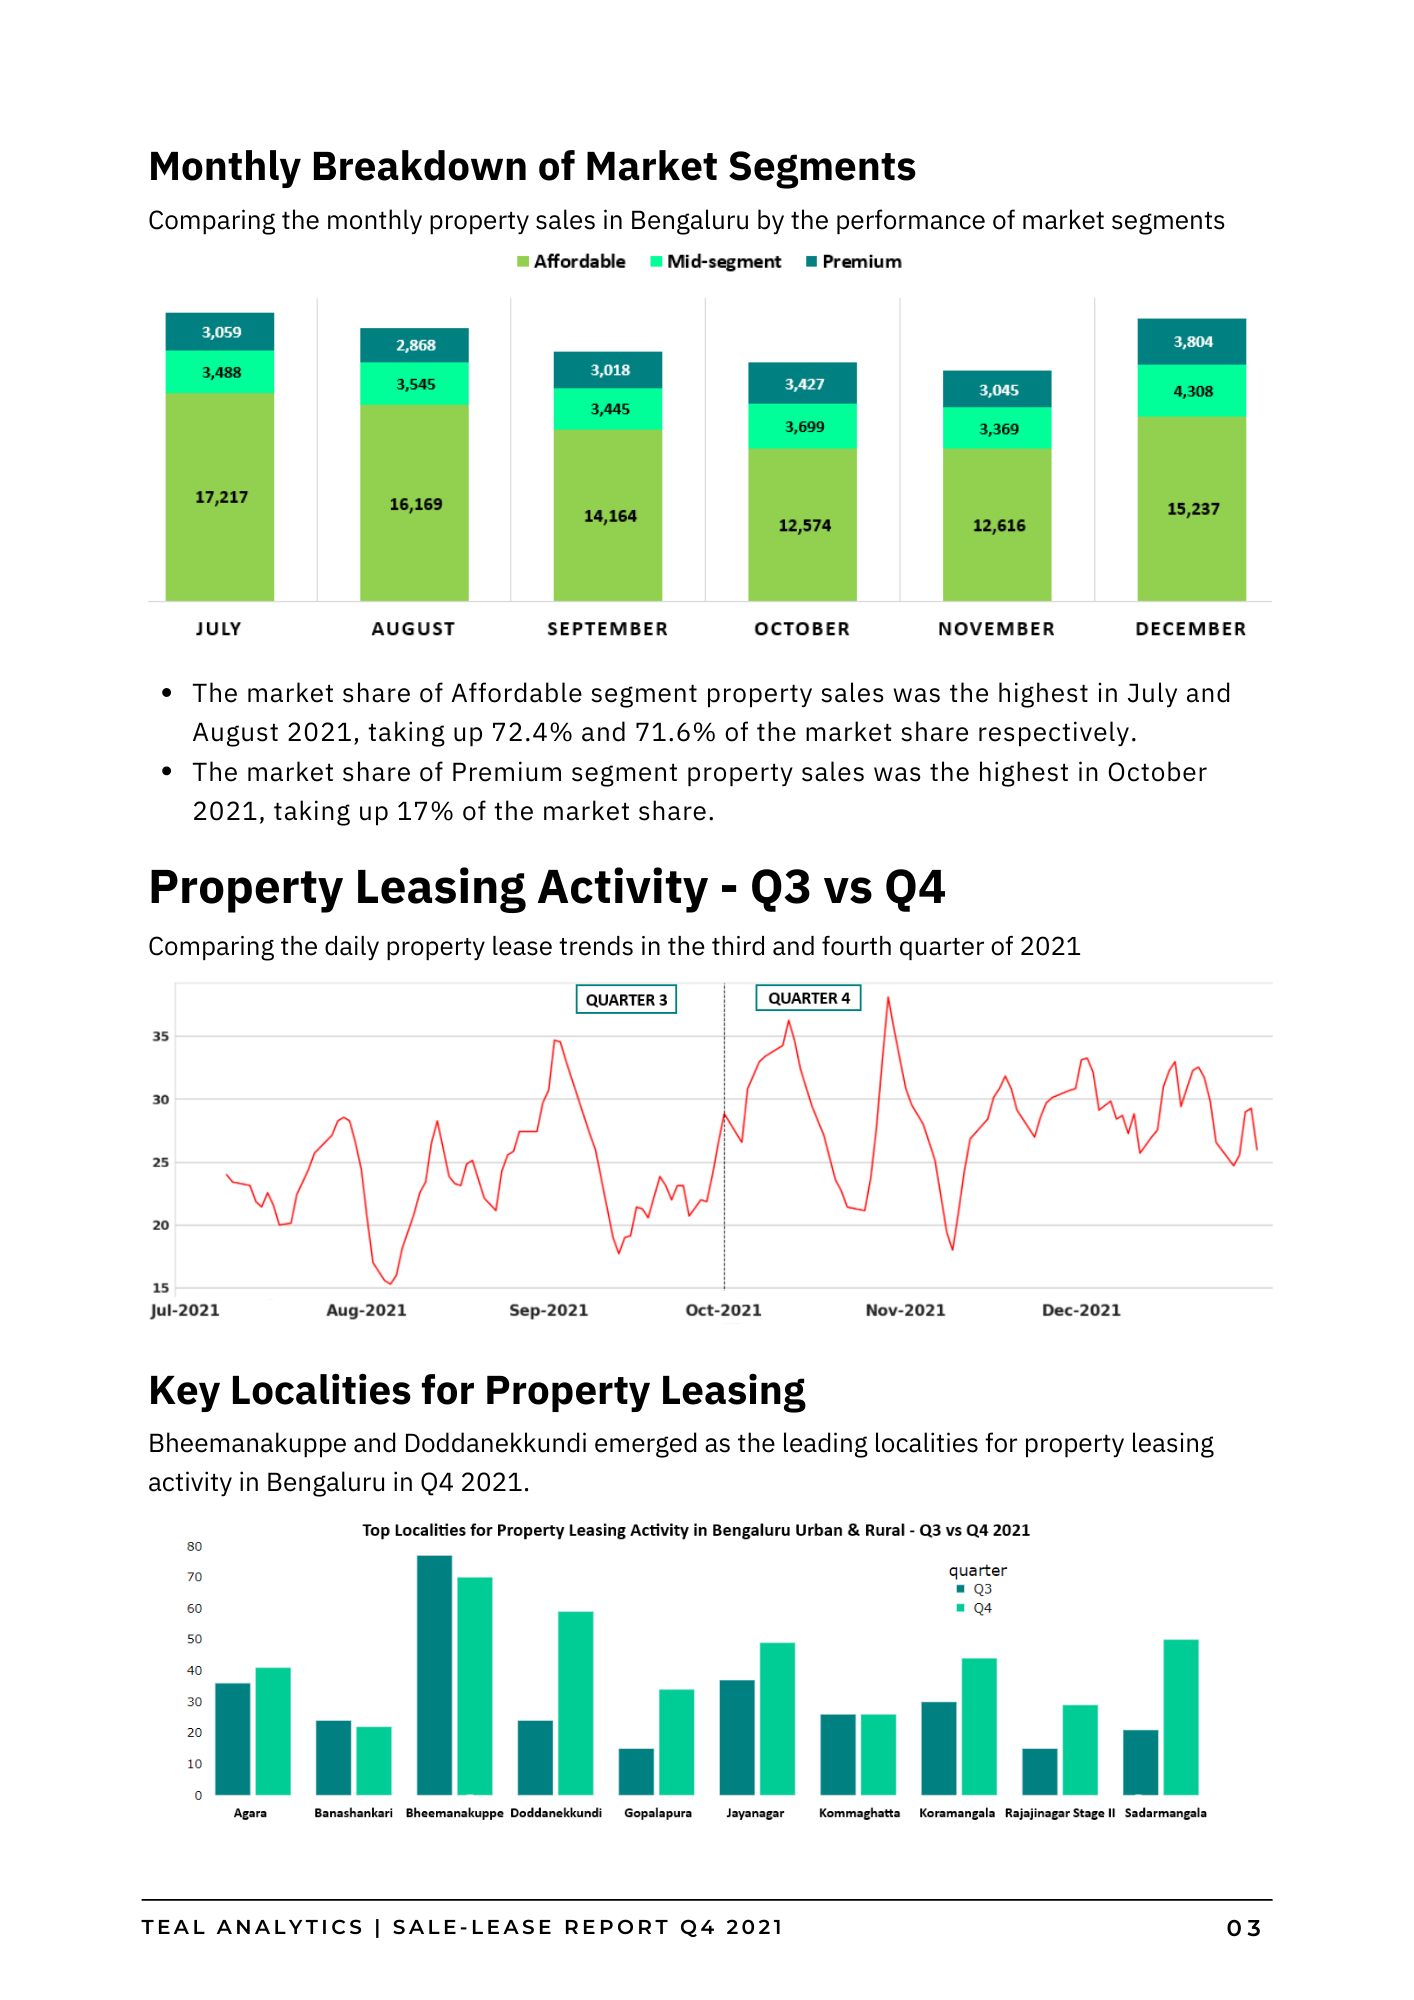 Monthly Breakdown of Market Segments
Comparing the monthly property sales in Bengaluru by the performance of market segments
Affordable Mid-segment Premium
3,059 2,868 3,018 3,427 3,045 3,804
3,488 3,545 3,445 3,699 3,369 4,308
17,217 16,169 14,164 12,574 12,616 15,237
JULY AUGUST SEPTEMBER OCTOBER NOVEMBER DECEMBER
• The market share of Affordable segment property sales was the highest in July and
August 2021, taking up 72.4% and 71.6% of the market share respectively.
• The market share of Premium segment property sales was the highest in October
2021, taking up 17% of the market share.
Property Leasing Activity - Q3 vs Q4
Comparing the daily property lease trends in the third and fourth quarter of 2021
QUARTER 3 QUARTER 4
35
30
25
20
15
Jul-2021 Aug-2021 Sep-2021 Oct-2021 Nov-2021 Dec-2021
Key Localities for Property Leasing
Bheemanakuppe and Doddanekkundi emerged as the leading localities for property leasing
activity in Bengaluru in Q4 2021.
Top Localities for Property Leasing Activity in Bengaluru Urban & Rural - Q3 vs Q4 2021
80
70
60
50
40
30
20
10
0
quarter
Q3
Q4
Agara Banashankari Bheemanakuppe Doddanekkundi Gopalapura Jayanagar Kommaghatta Koramangala Rajajinagar Stage II Sadarmangala
TEAL ANALYTICS | SALE-LEASE REPORT Q4 2021 03